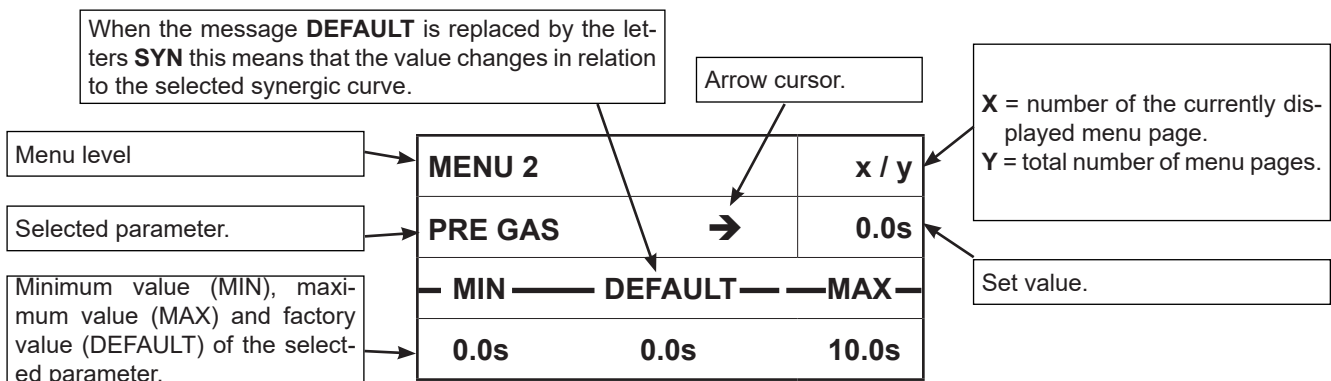 When the message DEFAULT is replaced by the let-
ters SYN this means that the value changes in relation
to the selected synergic curve.
Arrow cursor.
X = number of the currently dis-
played menu page.
Y = total number of menu pages.
Menu level
MENU 2 x / y
Selected parameter.
PRE GAS ➔ 0.0s
Set value.
Minimum value (MIN), maxi-
mum value (MAX) and factory
value (DEFAULT) of the select-
ed parameter.
MIN DEFAULT MAX
0.0s 0.0s 10.0s